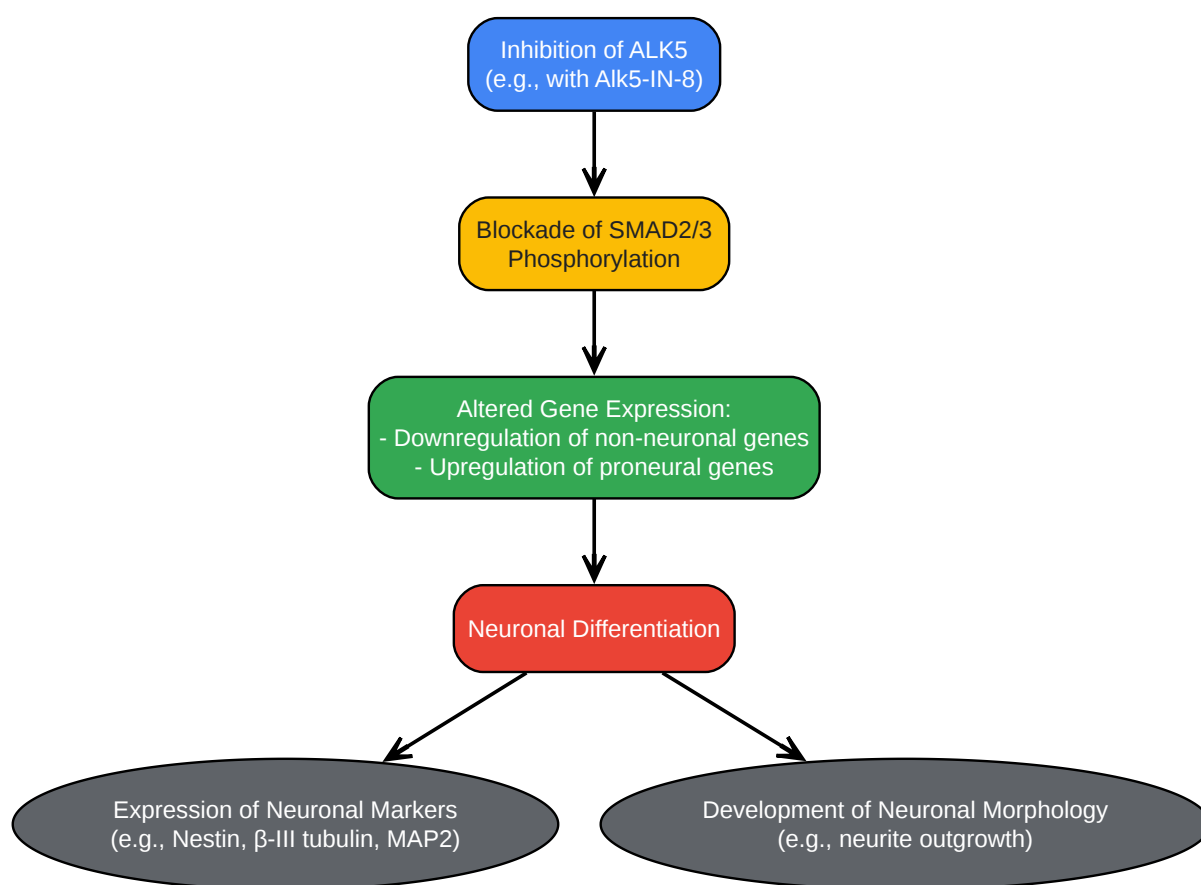 Inhibition of ALK5
(e.g., with Alk5-IN-8)
Blockade of SMAD2/3
Phosphorylation
Altered Gene Expression:
- Downregulation of non-neuronal genes
- Upregulation of proneural genes
Neuronal Differentiation
Expression of Neuronal Markers
(e.g., Nestin, β-III tubulin, MAP2)
Development of Neuronal Morphology
(e.g., neurite outgrowth)